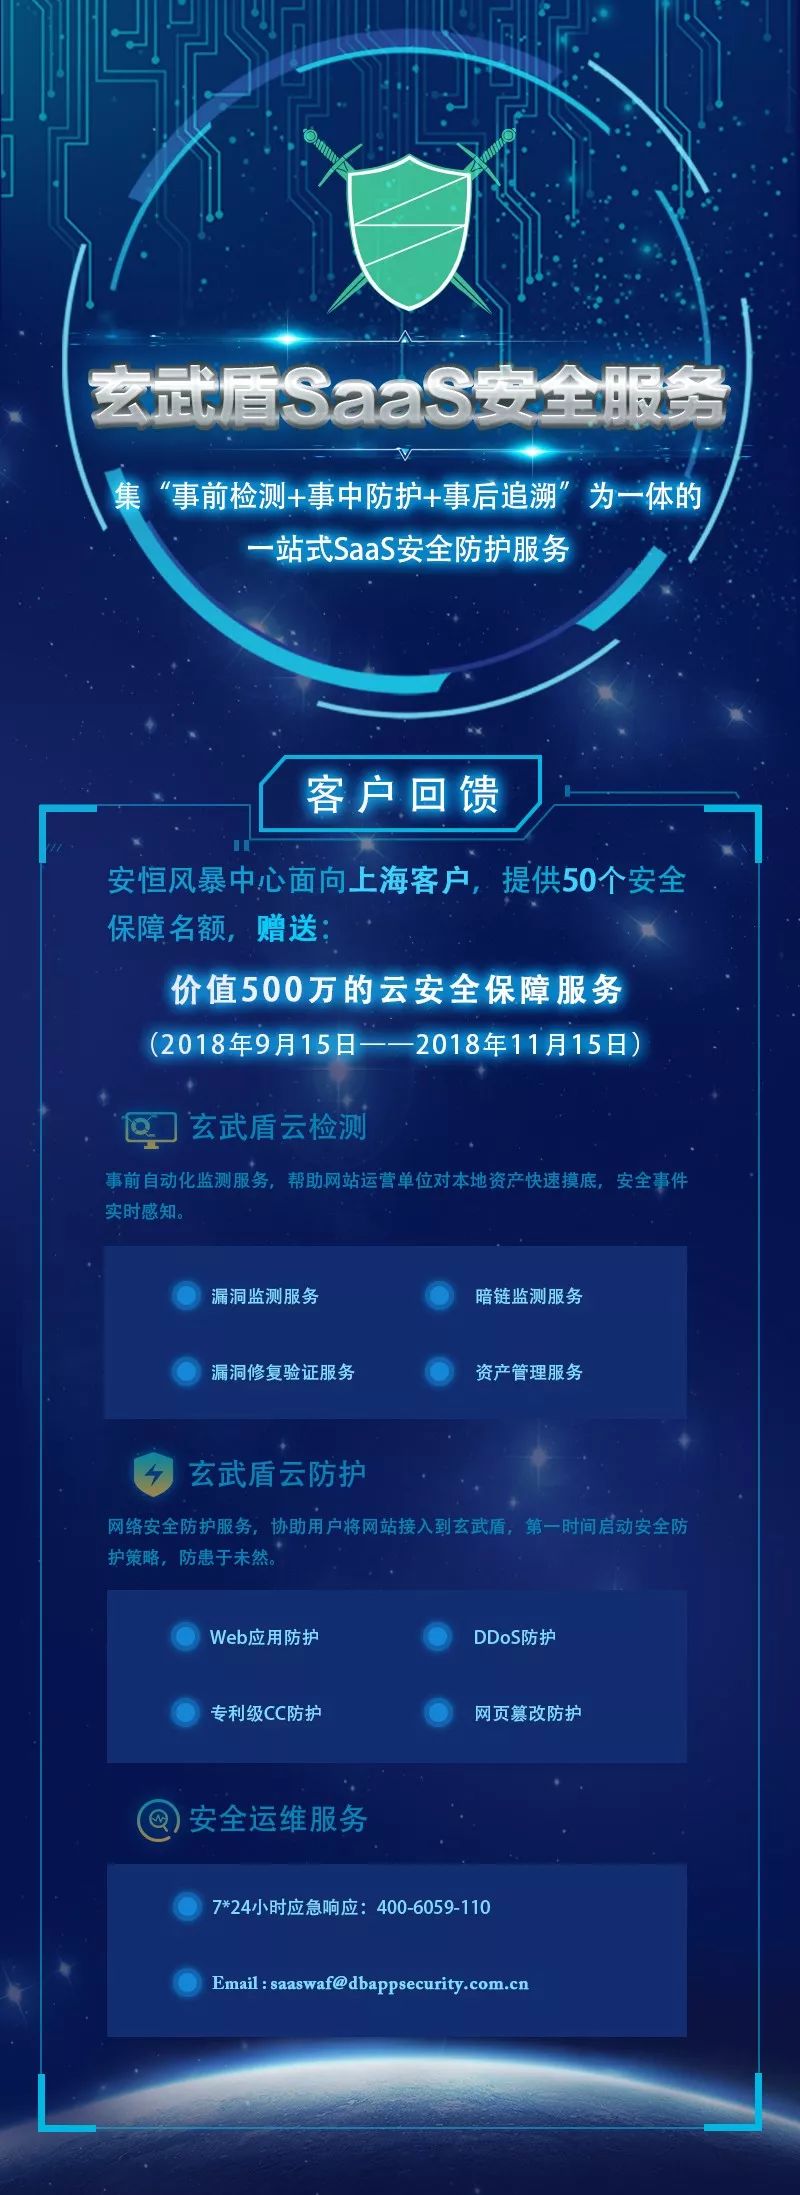 玄武盾SaaS安全服务
集“事前检测+事中防护+事后追溯”为一体的
一站式SaaS安全防护服务
客户回馈
安恒风暴中心面向上海客户，提供50个安全
保障名额，赠送：
价值500万的云安全保障服务
（2018年9月15日——2018年11月15日）
玄武盾云检测
事前自动化监测服务，帮助网站运营单位对本地资产快速摸底，安全事件
实时感知。
漏洞监测服务
暗链监测服务
漏洞修复验证服务
资产管理服务
玄武盾云防护
网络安全防护服务，协助用户将网站接入到玄武盾，第一时间启动安全防
护策略，防患于未然。
Web应用防护
DDoS防护
专利级CC防护
网页篡改防护
安全运维服务
7*24小时应急响应：400-6059-110
Email : saaswaf@dbappsecurity.com.cn